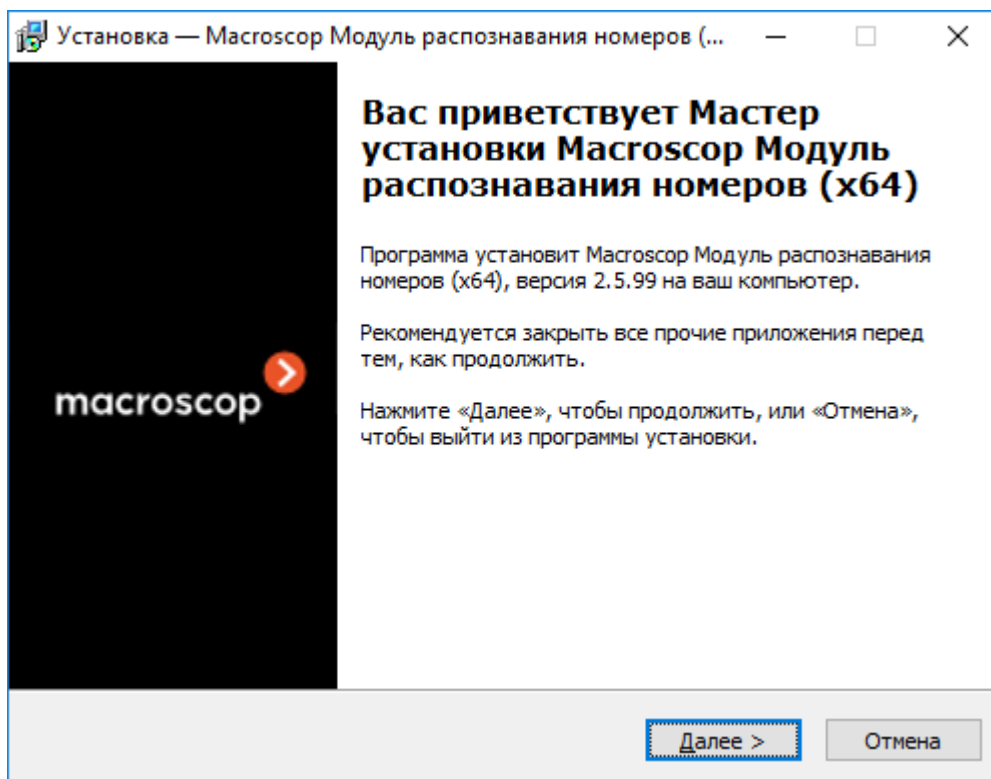 Установка — Macroscop Модуль распознавания номеров (...
Вас приветствует Мастер
установки Macroscop Модуль
распознавания номеров (x64)
Программа установит Macroscop Модуль распознавания
номеров (x64), версия 2.5.99 на ваш компьютер.
Рекомендуется закрыть все прочие приложения перед
тем, как продолжить.
Нажмите «Далее», чтобы продолжить, или «Отмена»,
чтобы выйти из программы установки.
macroscop
Далее >
Отмена